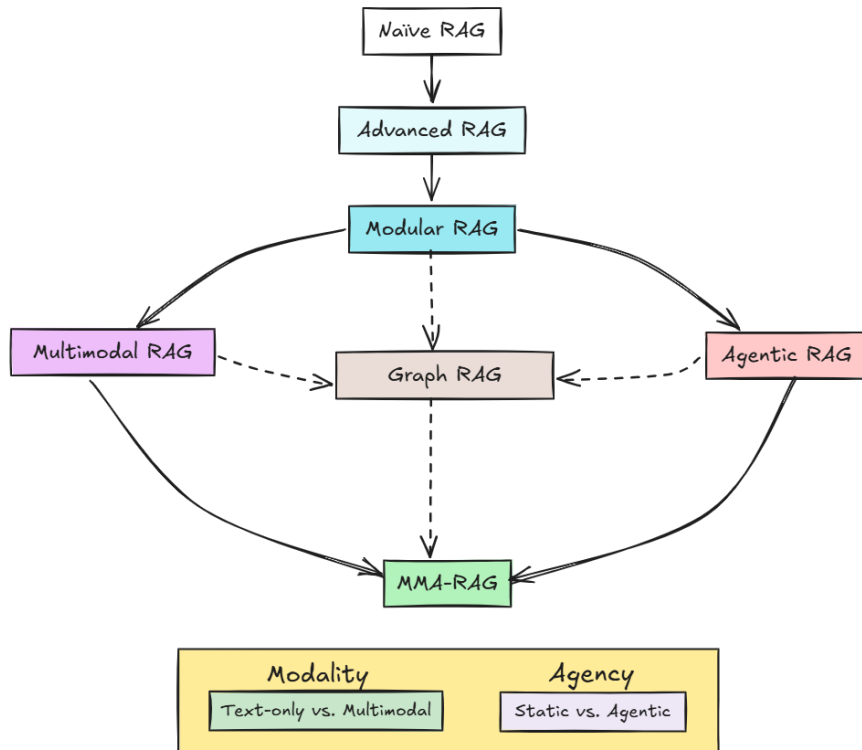 Naïve RAG
Advanced RAG
Modular RAG
Multimodal RAG
Graph RAG
Agentic RAG
MMA-RAG
Modality
Text-only vs. Multimodal
Agency
Static vs. Agentic